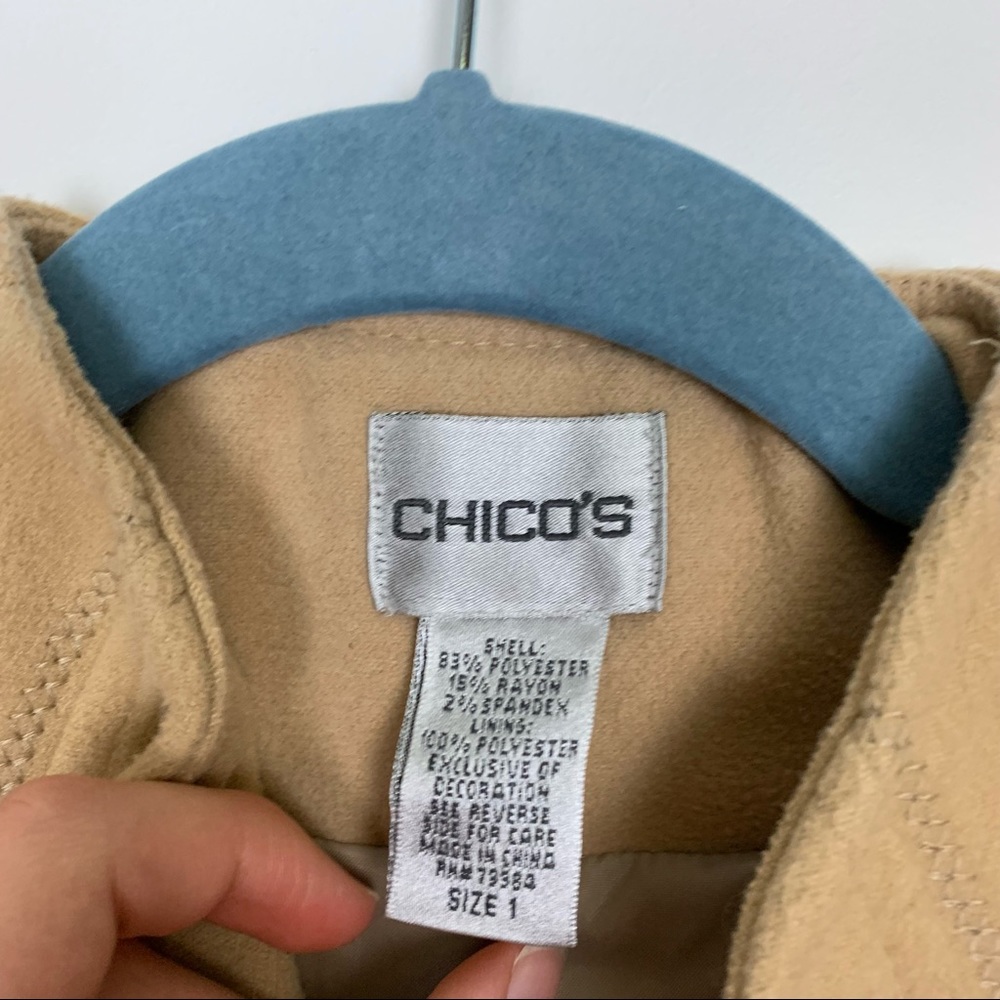 CHICO'S
SHELL:
83% POLYESTER
15% RAYON
2% SPANDEX
LINING:
100% POLYESTER
EXCLUSIVE OF
DECORATION
SEE REVERSE
SIDE FOR CARE
MADE IN CHINA
RN# 79984
SIZE 1